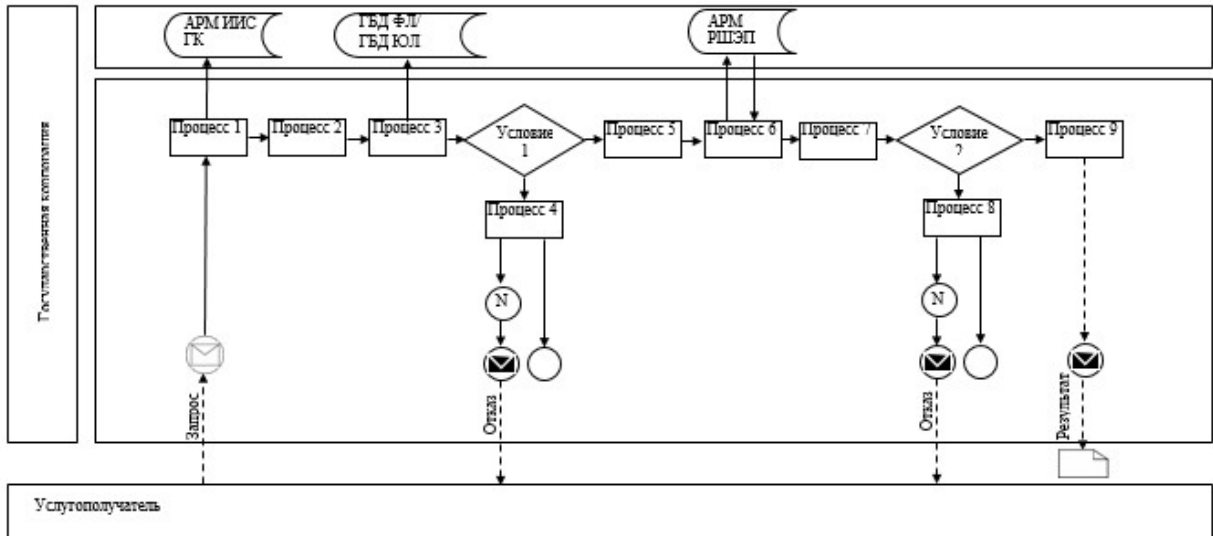 АРМ ИИС
ГК
ГБД ФЛ/
ГБД ЮЛ
АРМ
РШЭП
Государственная корпорация
Процесс 1
Процесс 2
Процесс 3
Условие
1
Процесс 5
Процесс 6
Процесс 7
Условие
2
Процесс 9
Процесс 4
Процесс 8
N
N
Запрос
Отказ
Отказ
Результат
Услугополучатель